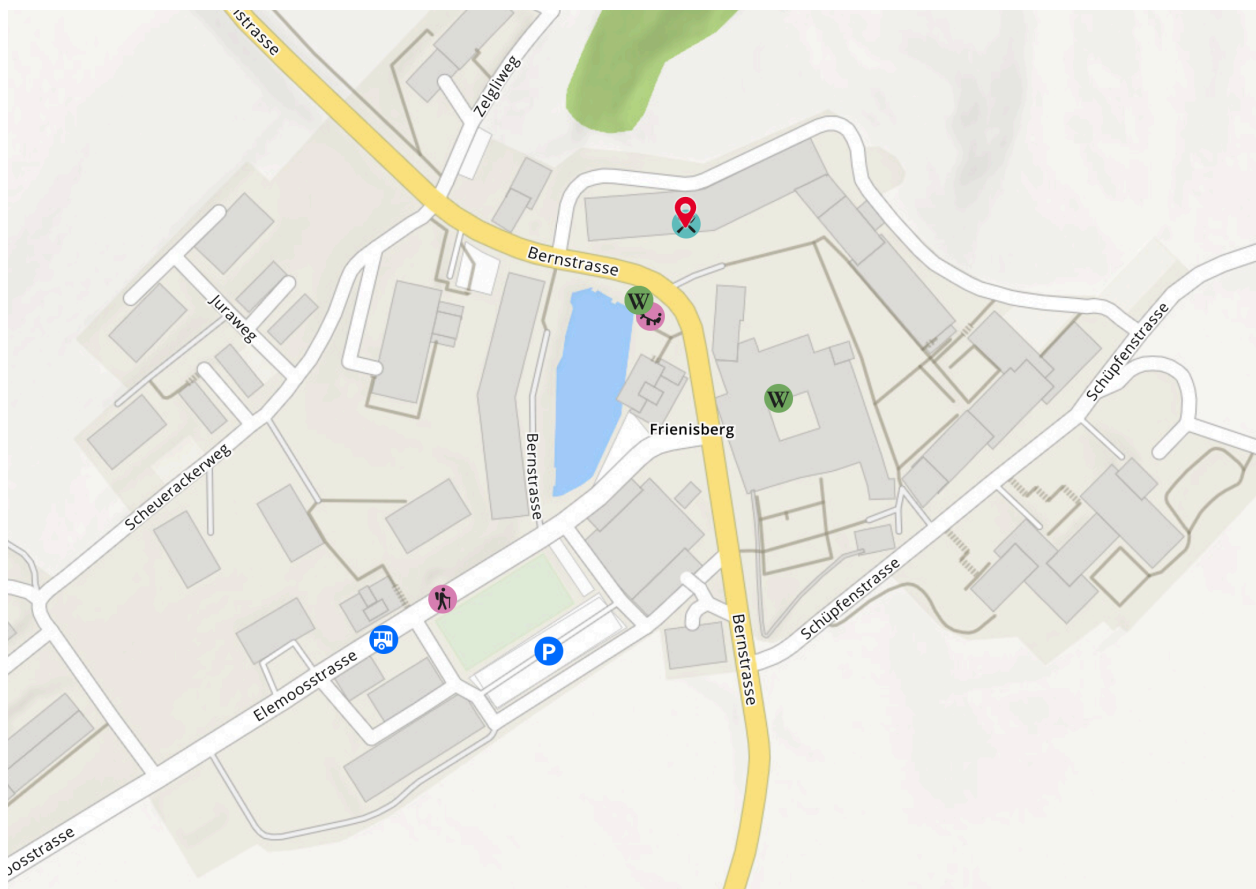 strasse
Zelgliweg
Bernstrasse
Juraweg
W
W
Frienisberg
Schüpfenstrasse
Scheuerackerweg
Bernstrasse
Schüpfenstrasse
P
Bernstrasse
Elemoosstrasse
oosstrasse